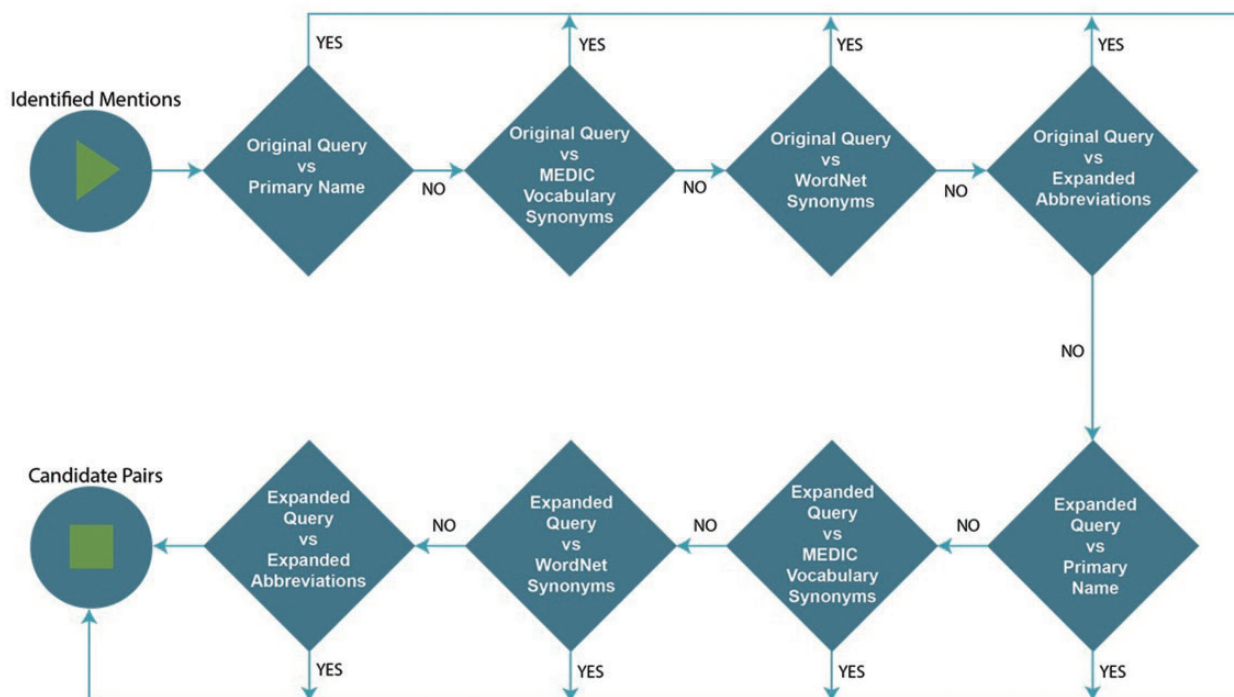 YES
YES
YES
YES
Identified Mentions
Original Query
vs
Primary Name
NO
Original Query
vs
MEDIC
Vocabulary
Synonyms
NO
Original Query
vs
WordNet
Synonyms
NO
Original Query
vs
Expanded
Abbreviations
NO
Candidate Pairs
Expanded
Query
vs
Expanded
Abbreviations
NO
Expanded
Query
vs
WordNet
Synonyms
NO
Expanded
Query
vs
MEDIC
Vocabulary
Synonyms
NO
Expanded
Query
vs
Primary
Name
YES
YES
YES
YES